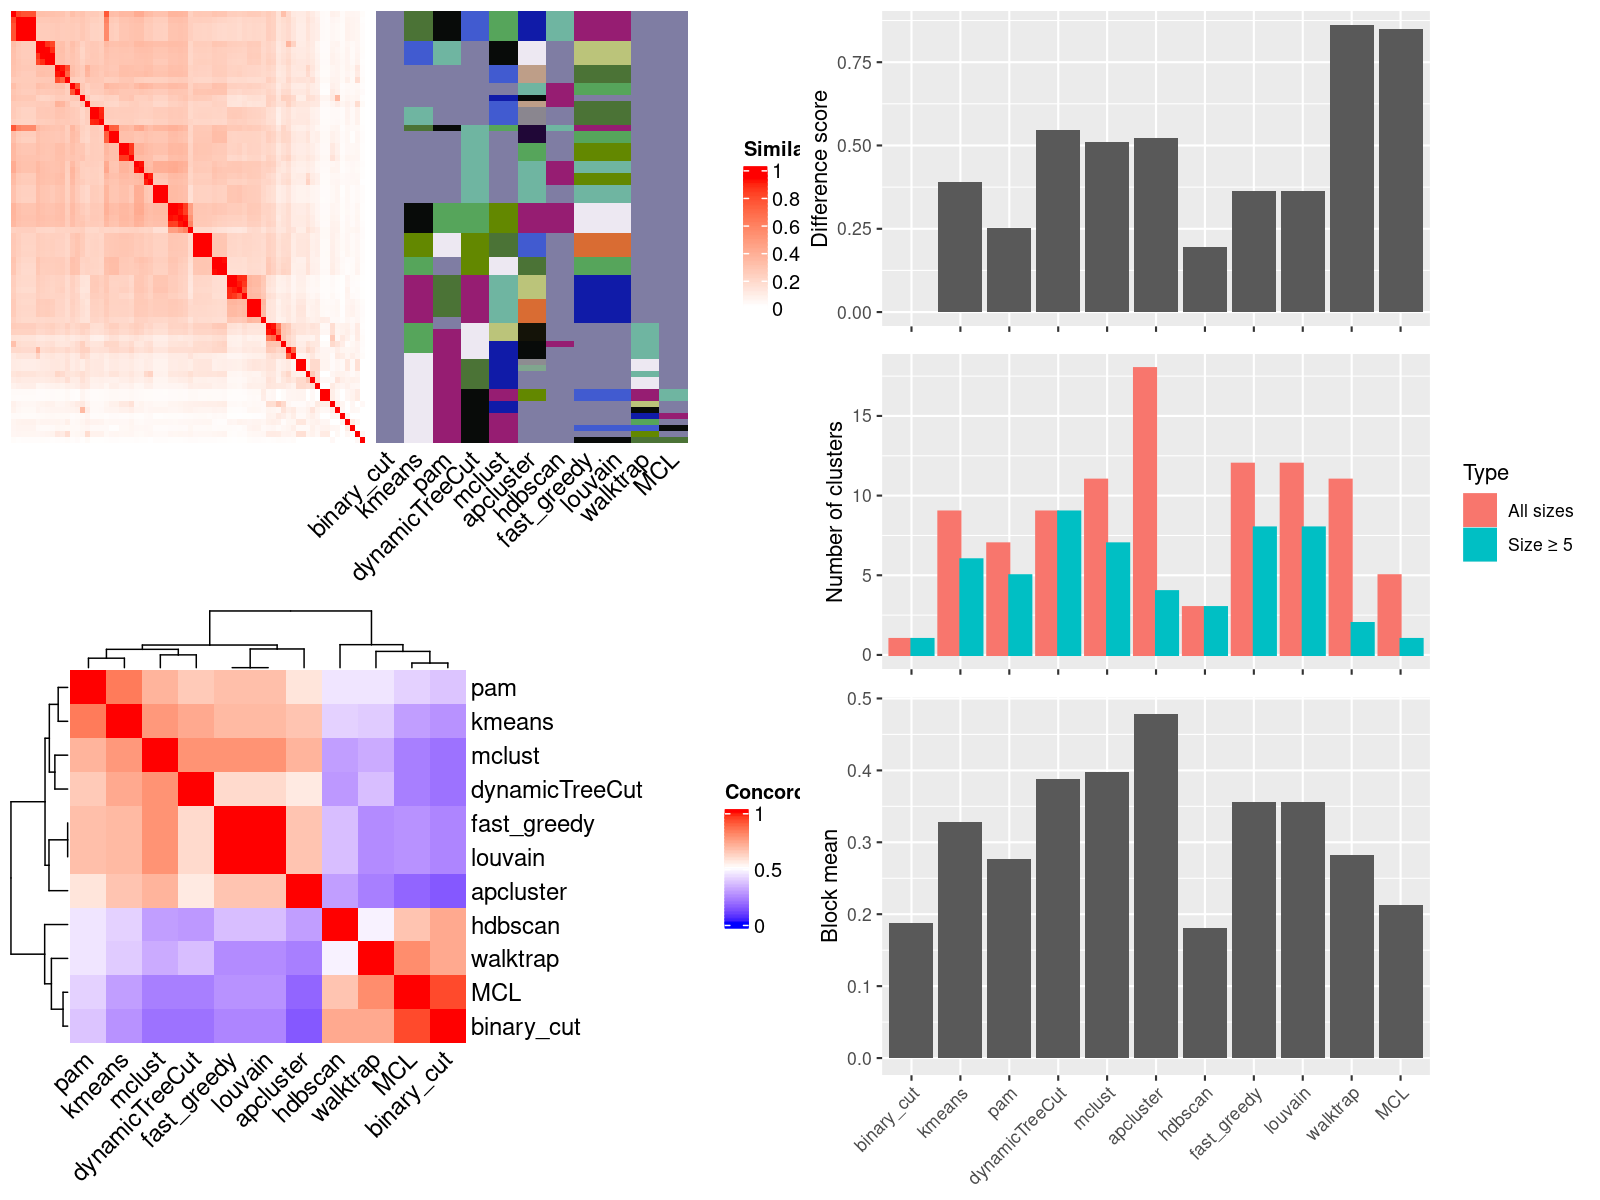 Simila
1
0.8
0.6
0.4
0.2
0
binary_cut
kmeans
pam
dynamicTreeCut
mclust
apcluster
hdbscan
fast_greedy
louvain
walktrap
MCL
pam
kmeans
mclust
dynamicTreeCut
fast_greedy
louvain
apcluster
hdbscan
walktrap
MCL
binary_cut
pam
kmeans
mclust
dynamicTreeCut
fast_greedy
louvain
apcluster
hdbscan
walktrap
MCL
binary_cut
Concord
1
0.5
0
Difference score
0.75
0.50
0.25
0.00
Number of clusters
15
10
5
0
Type
All sizes
Size ≥ 5
Block mean
0.5
0.4
0.3
0.2
0.1
0.0
binary_cut
kmeans
pam
dynamicTreeCut
mclust
apcluster
hdbscan
fast_greedy
louvain
walktrap
MCL